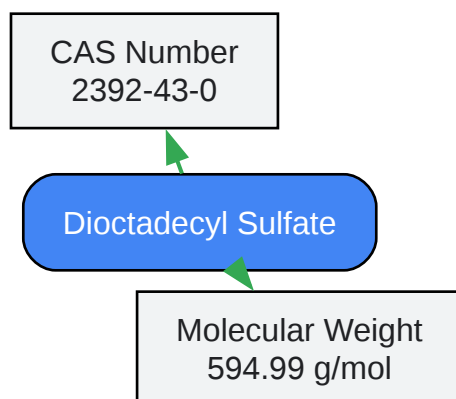 CAS Number
2392-43-0
Dioctadecyl Sulfate
Molecular Weight
594.99 g/mol